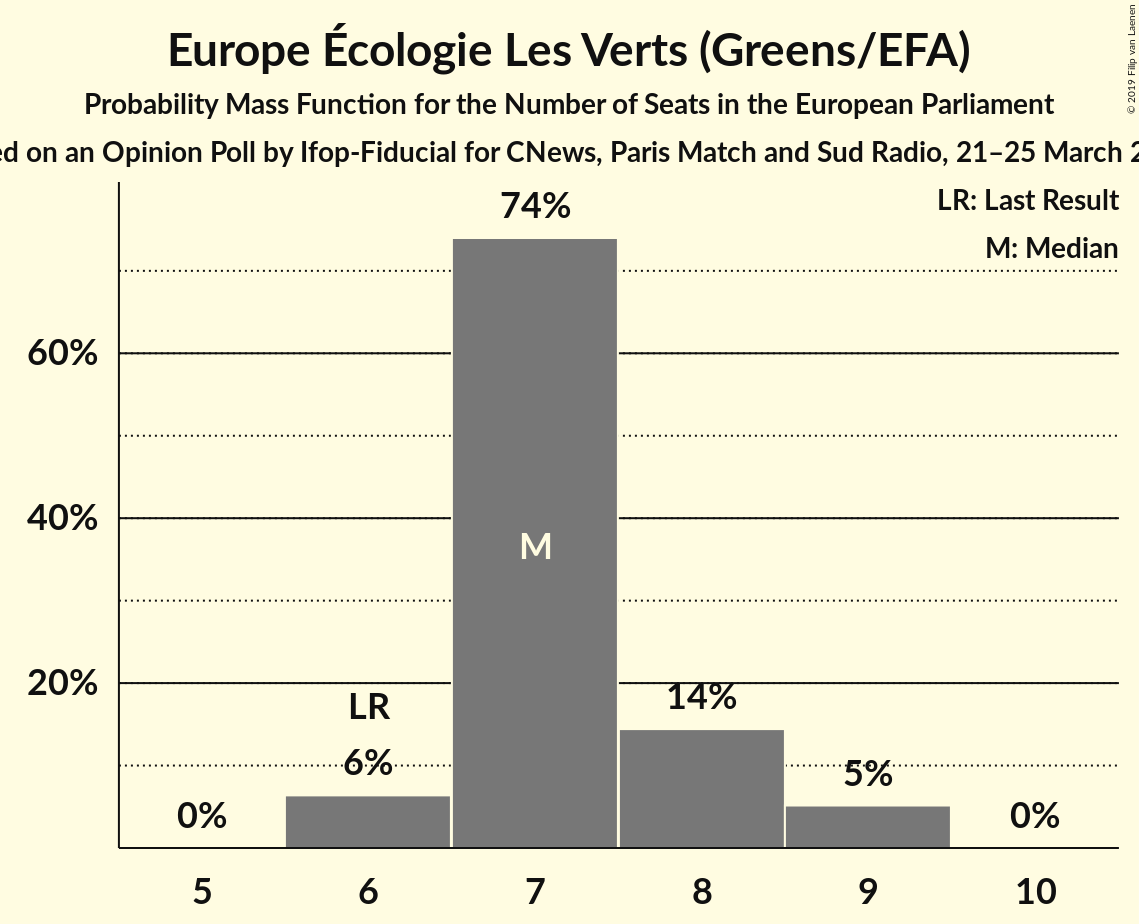 Europe Écologie Les Verts (Greens/EFA)
Probability Mass Function for the Number of Seats in the European Parliament
on an Opinion Poll by Ifop-Fiducial for CNews, Paris Match and Sud Radio, 21–25 March
© 2019 Filip van Laenen
LR: Last Result
M: Median
74%
60%
40%
M
20%
14%
LR
6%
5%
0%
0%
5 6 7 8 9 10